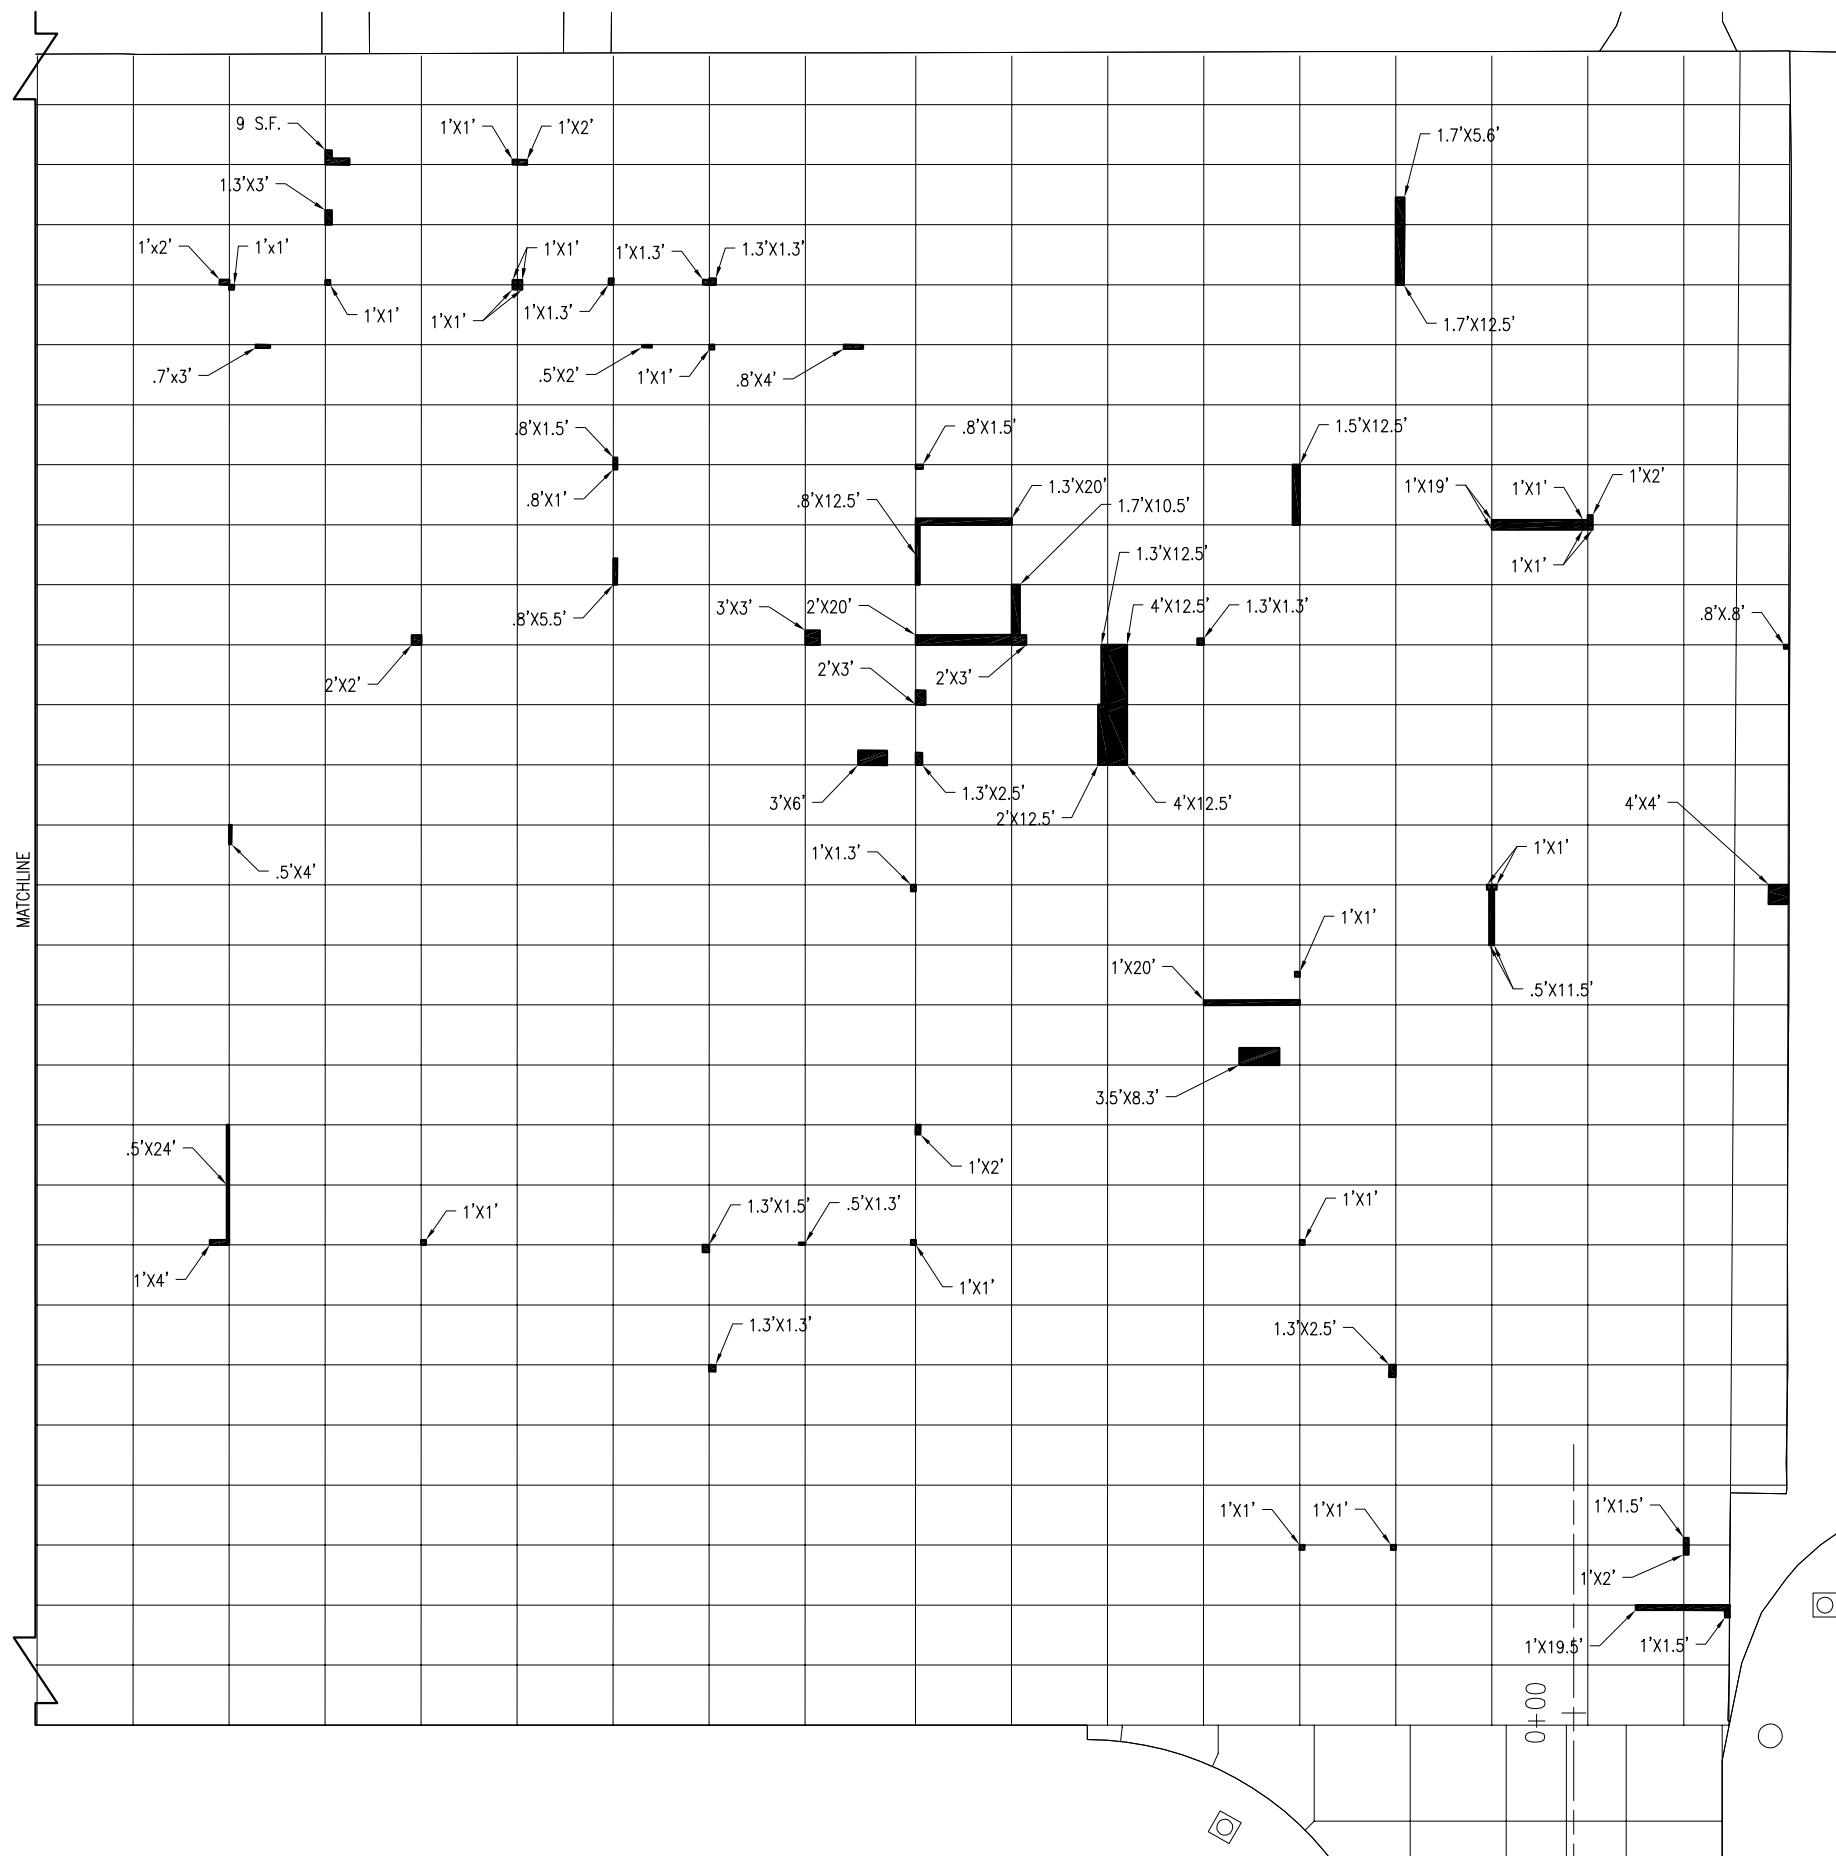 9 S.F.
1'X1'
1'X2'
1.7'X5.6'
1.3'X3'
1'x2'
1'x1'
1'X1'
1'X1.3'
1.3'X1.3'
1'X1'
1'X1'
1'X1.3'
1.7'X12.5'
.7'x3'
.5'X2'
1'X1'
.8'X4'
.8'X1.5'
.8'X1.5'
1.5'X12.5'
.8'X1'
.8'X12.5'
1.3'X20'
1.7'X10.5'
1'X19'
1'X1'
1'X2'
1.3'X12.5'
1'X1'
.8'X5.5'
3'X3'
2'X20'
4'X12.5'
1.3'X1.3'
.8'X.8'
2'X2'
2'X3'
2'X3'
3'X6'
1.3'X2.5'
2'X12.5'
4'X12.5'
4'X4'
MATCHLINE
.5'X4'
1'X1.3'
1'X1'
1'X1'
1'X20'
.5'X11.5'
3.5'X8.3'
.5'X24'
1'X2'
1'X1'
1.3'X1.5'
.5'X1.3'
1'X1'
1'X4'
1'X1'
1.3'X1.3'
1.3'X2.5'
1'X1'
1'X1'
1'X1.5'
1'X2'
1'X19.5'
1'X1.5'
0+00